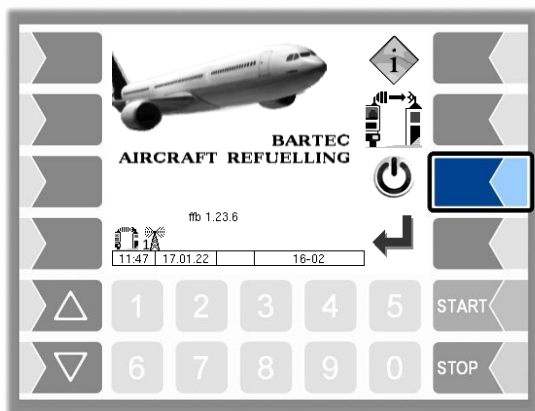 i
BARTEC
AIRCRAFT REFUELLING
ffb 1.23.6
1
11:47 17.01.22 16-02
1 2 3 4 5 START
6 7 8 9 0 STOP